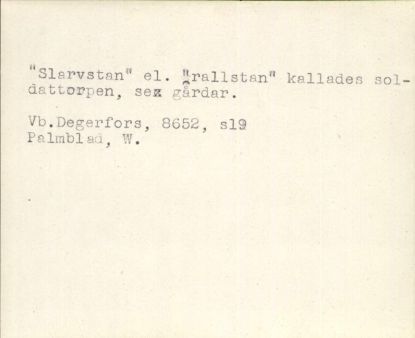 "Slarvstan" el. "rallstan" kallades sol-
dattorpen, sex gårdar.
Vb.Degerfors, 8652, s19
Palmblad, W.